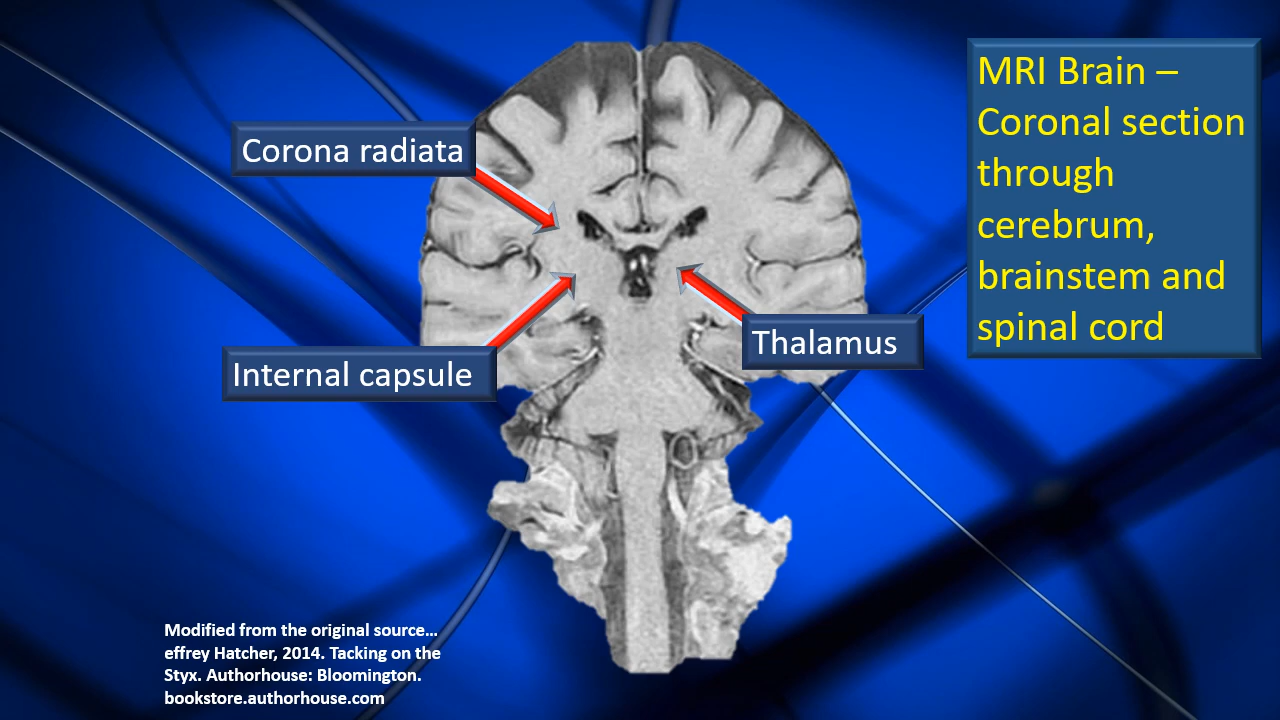 MRI Brain –
Coronal section
through
cerebrum,
brainstem and
spinal cord
Corona radiata
Internal capsule
Thalamus
Modified from the original source…
effrey Hatcher, 2014. Tacking on the
Styx. Authorhouse: Bloomington.
bookstore.authorhouse.com